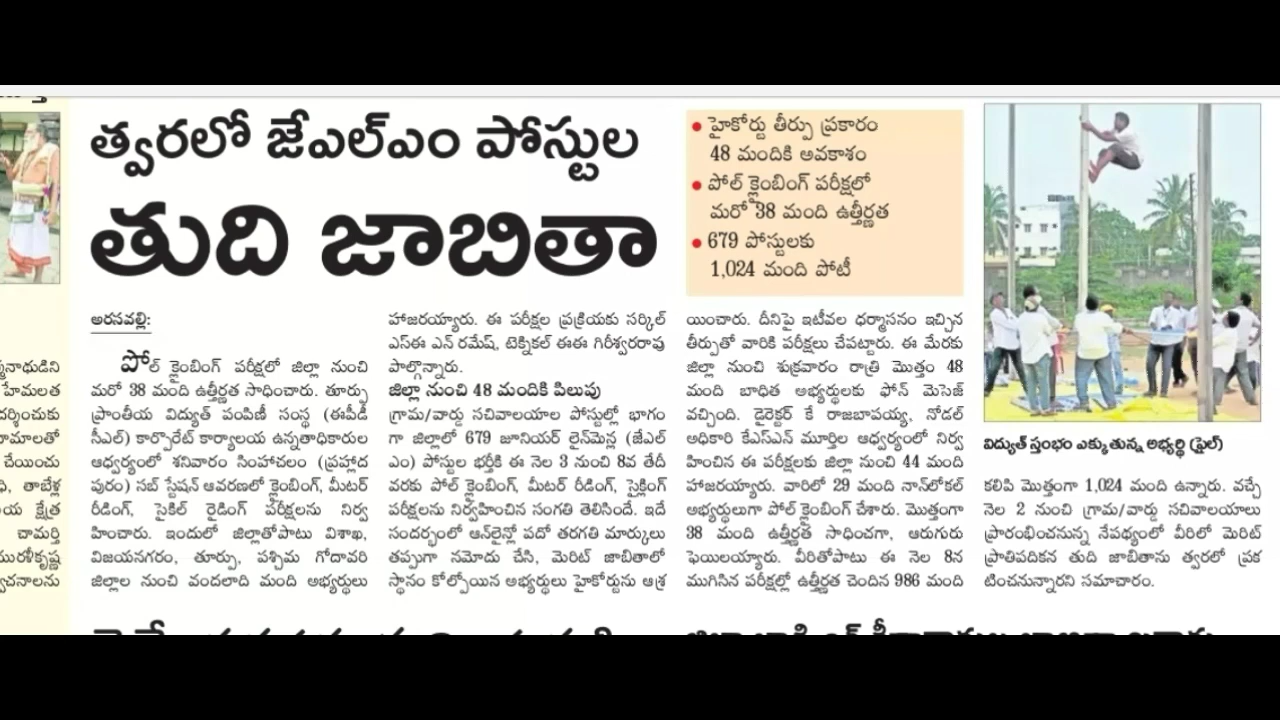 త్వరలో జేఎల్ఎం పోస్టుల
తుది జాబితా
● హైకోర్టు తీర్పు ప్రకారం
48 మందికి అవకాశం
● పోల్ క్లైంబింగ్ పరీక్షలో
మరో 38 మంది ఉత్తీర్ణత
● 679 పోస్టులకు
1,024 మంది పోటీ
అరసవల్లి:
పోల్ క్లైంబింగ్ పరీక్షలో జిల్లా నుంచి
మరో 38 మంది ఉత్తీర్ణత సాధించారు. తూర్పు
ప్రాంతీయ విద్యుత్ పంపిణీ సంస్థ (ఈపీడీ
సీఎల్) కార్పొరేట్ కార్యాలయ ఉన్నతాధికారుల
ఆధ్వర్యంలో శనివారం సింహాచలం (ప్రహ్లాద
పురం) సబ్ స్టేషన్ ఆవరణలో క్లైంబింగ్, మీటర్
రీడింగ్, సైకిల్ రైడింగ్ పరీక్షలను నిర్వ
హించారు. ఇందులో జిల్లాతోపాటు విశాఖ,
విజయనగరం, తూర్పు, పశ్చిమ గోదావరి
జిల్లాల నుంచి వందలాది మంది అభ్యర్థులు
హాజరయ్యారు. ఈ పరీక్షల ప్రక్రియకు సర్కిల్
ఎస్ఈ ఎన్ రమేష్, టెక్నికల్ ఈఈ గిరీశ్వరరావు
పాల్గొన్నారు.
జిల్లా నుంచి 48 మందికి పిలుపు
గ్రామ/వార్డు సచివాలయాల పోస్టుల్లో భాగం
గా జిల్లాలో 679 జూనియర్ లైన్‌మెన్ల (జేఎల్
ఎం) పోస్టుల భర్తీకి ఈ నెల 3 నుంచి 8వ తేదీ
వరకు పోల్ క్లైంబింగ్, మీటర్ రీడింగ్, సైక్లింగ్
పరీక్షలను నిర్వహించిన సంగతి తెలిసిందే. ఇదే
సందర్భంలో ఆన్‌లైన్లో పదో తరగతి మార్కులు
తప్పుగా నమోదు చేసి, మెరిట్ జాబితాలో
స్థానం కోల్పోయిన అభ్యర్థులు హైకోర్టును ఆశ్ర
యించారు. దీనిపై ఇటీవల ధర్మాసనం ఇచ్చిన
తీర్పుతో వారికి పరీక్షలు చేపట్టారు. ఈ మేరకు
జిల్లా నుంచి శుక్రవారం రాత్రి మొత్తం 48
మంది బాధిత అభ్యర్థులకు ఫోన్ మెసెజ్
వచ్చింది. డైరెక్టర్ కే రాజబాపయ్య, నోడల్
అధికారి కేఎస్ఎన్ మూర్తిల ఆధ్వర్యంలో నిర్వ
హించిన ఈ పరీక్షలకు జిల్లా నుంచి 44 మంది
హాజరయ్యారు. వారిలో 29 మంది నాన్‌లోకల్
అభ్యర్థులుగా పోల్ క్లైంబింగ్ చేశారు. మొత్తంగా
38 మంది ఉత్తీర్ణత సాధించగా, ఆరుగురు
ఫెయిలయ్యారు. వీరితోపాటు ఈ నెల 8న
ముగిసిన పరీక్షల్లో ఉత్తీర్ణత చెందిన 986 మంది
విద్యుత్ స్తంభం ఎక్కుతున్న అభ్యర్థి (ఫైల్)
కలిపి మొత్తంగా 1,024 మంది ఉన్నారు. వచ్చే
నెల 2 నుంచి గ్రామ/వార్డు సచివాలయాలు
ప్రారంభించనున్న నేపథ్యంలో వీరిలో మెరిట్
ప్రాతిపదికన తుది జాబితాను త్వరలో ప్రక
టించనున్నారని సమాచారం.